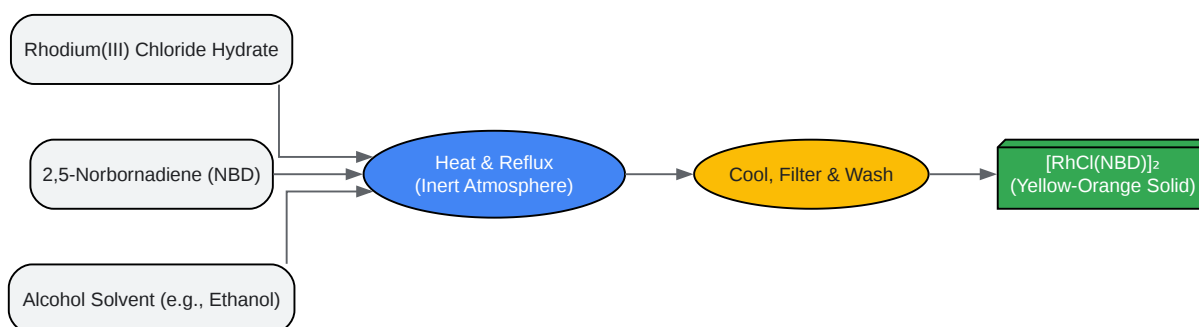 Rhodium(III) Chloride Hydrate
2,5-Norbornadiene (NBD)
Alcohol Solvent (e.g., Ethanol)
Heat & Reflux
(Inert Atmosphere)
Cool, Filter & Wash
[RhCl(NBD)]₂
(Yellow-Orange Solid)